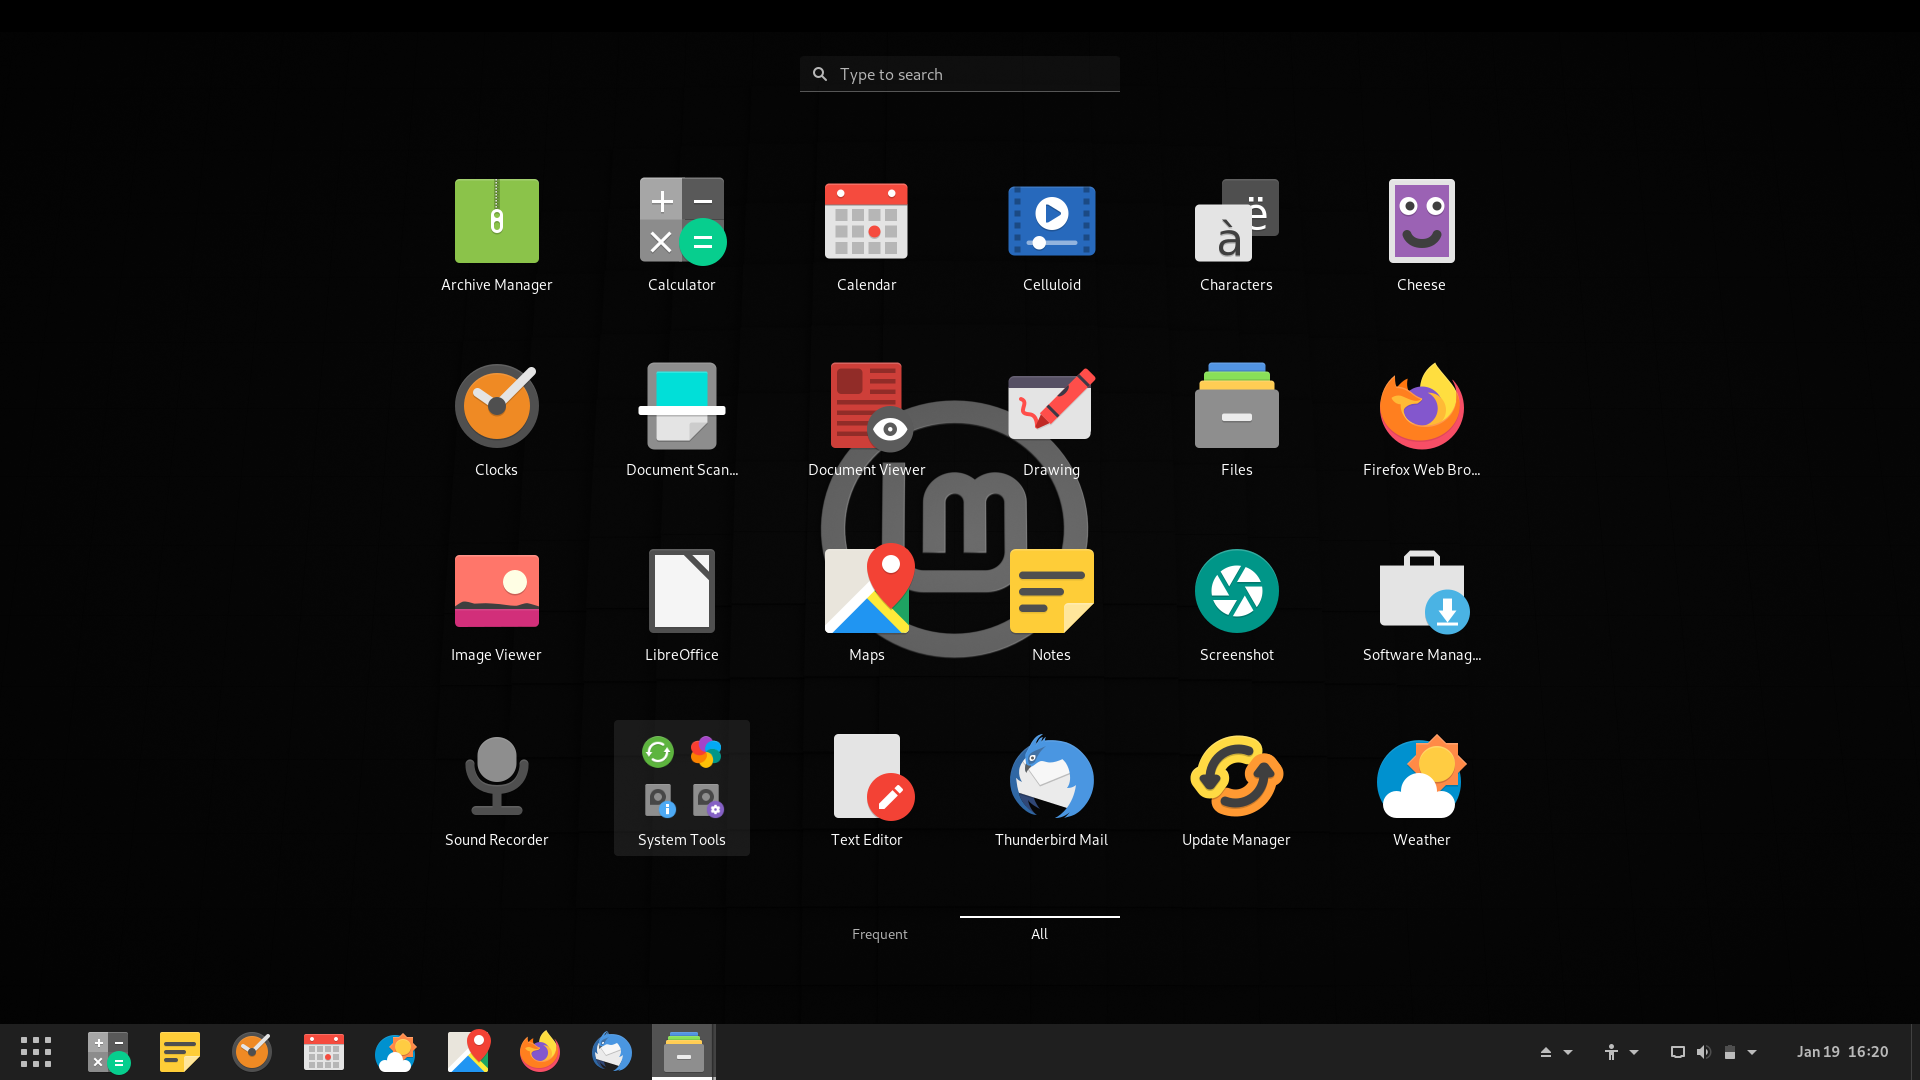 Type to search
Archive Manager
Calculator
Calendar
Celluloid
Characters
Cheese
Clocks
Document Scan...
Document Viewer
Drawing
Files
Firefox Web Bro...
Image Viewer
LibreOffice
Maps
Notes
Screenshot
Software Manag...
Sound Recorder
System Tools
Text Editor
Thunderbird Mail
Update Manager
Weather
Frequent
All
Jan 19 16:20